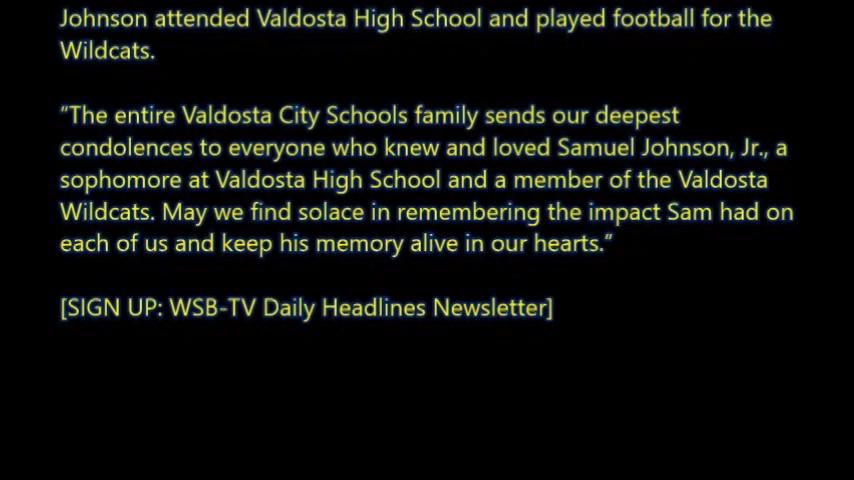 Johnson attended Valdosta High School and played football for the
Wildcats.
“The entire Valdosta City Schools family sends our deepest
condolences to everyone who knew and loved Samuel Johnson, Jr., a
sophomore at Valdosta High School and a member of the Valdosta
Wildcats. May we find solace in remembering the impact Sam had on
each of us and keep his memory alive in our hearts.”
[SIGN UP: WSB-TV Daily Headlines Newsletter]